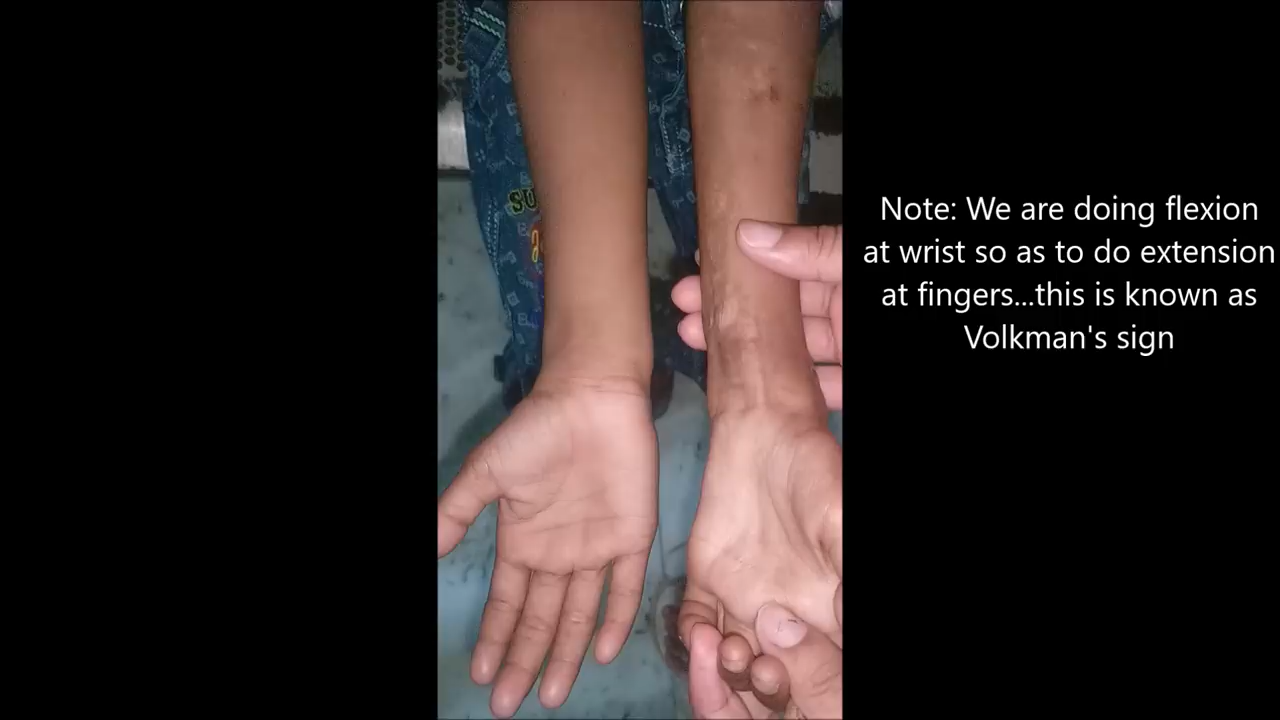 Note: We are doing flexion
at wrist so as to do extension
at fingers...this is known as
Volkman's sign
SU